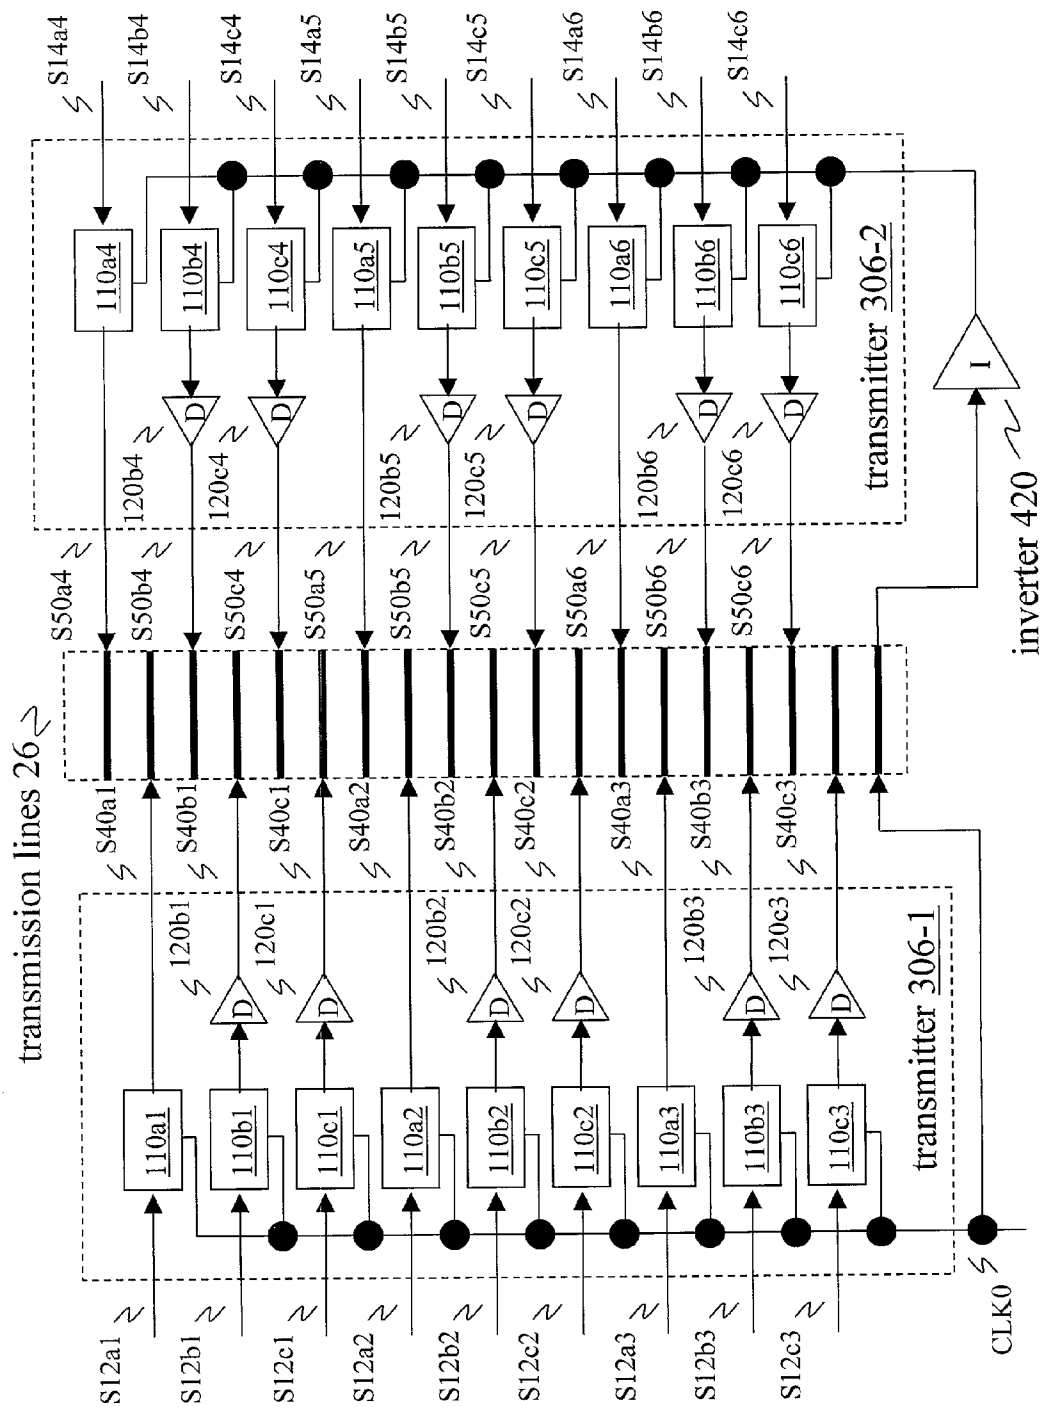 transmission lines 26
S12a1
S12b1
S12c1
S12a2
S12b2
S12c2
S12a3
S12b3
S12c3
CLK0
110a1
110b1
110c1
110a2
110b2
110c2
110a3
110b3
110c3
D
D
D
D
D
D
120b1
120c1
120b2
120c2
120b3
120c3
transmitter 306-1
S40a1
S40b1
S40c1
S40a2
S40b2
S40c2
S40a3
S40b3
S40c3
S50a4
S50b4
S50c4
S50a5
S50b5
S50c5
S50a6
S50b6
S50c6
120b4
120c4
120b5
120c5
120b6
120c6
D
D
D
D
D
D
110a4
110b4
110c4
110a5
110b5
110c5
110a6
110b6
110c6
transmitter 306-2
S14a4
S14b4
S14c4
S14a5
S14b5
S14c5
S14a6
S14b6
S14c6
I
inverter 420